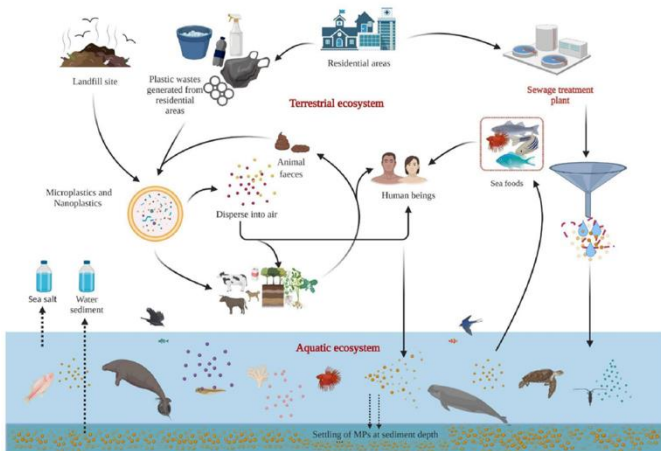 Residential areas
Landfill site
Plastic wastes
generated from
residential
areas
Sewage treatment
plant
Terrestrial ecosystem
Animal
faeces
Sea foods
Microplastics and
Nanoplastics
Human beings
Disperse into air
Sea salt
Water
sediment
Aquatic ecosystem
Settling of MPs at sediment depth